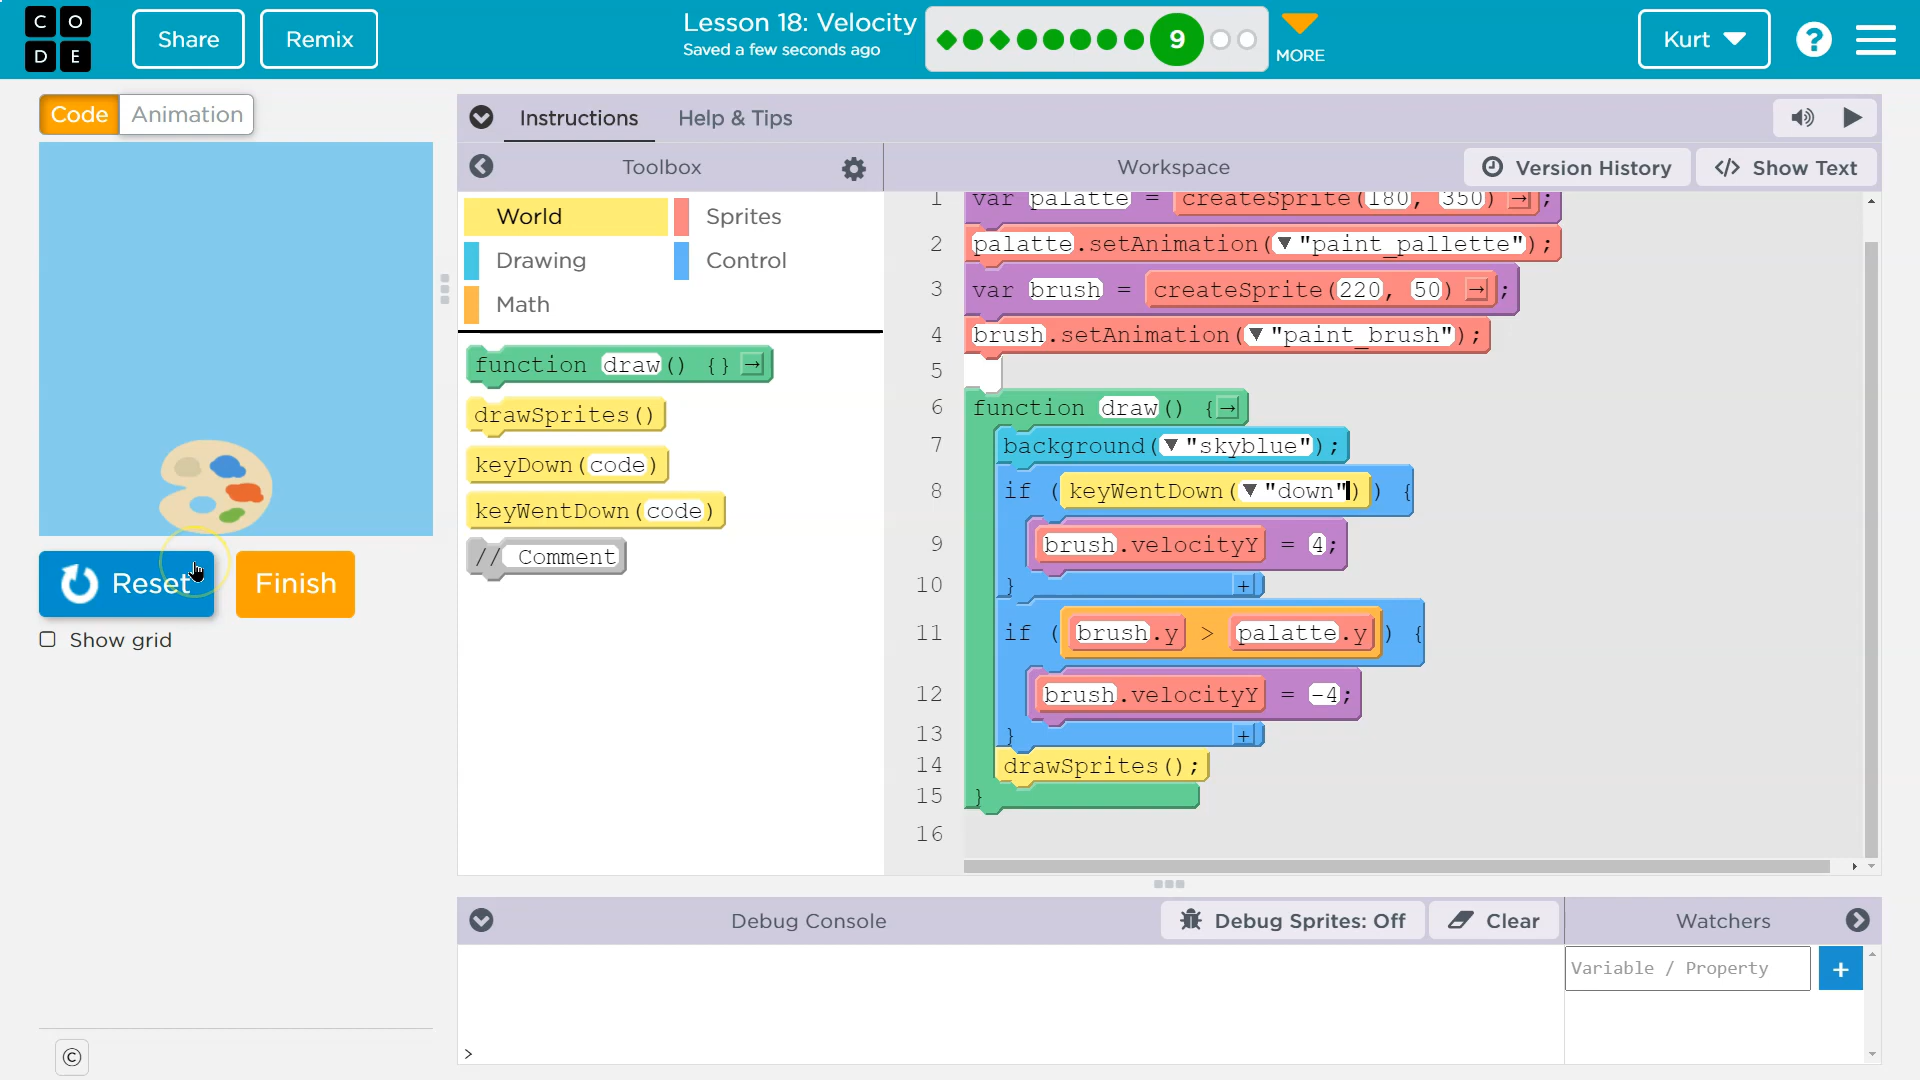 C O
D E
Share
Remix
Lesson 18: Velocity
Saved a few seconds ago
9
MORE
Kurt
?
Code
Animation
Instructions
Help & Tips
Toolbox
Workspace
Version History
</> Show Text
World
Sprites
Drawing
Control
Math
function draw() {} →
drawSprites()
keyDown(code)
keyWentDown(code)
// Comment
1 var palatte = createSprite(180, 350) → ;
2 palatte.setAnimation(▼ "paint_pallette");
3 var brush = createSprite(220, 50) → ;
4 brush.setAnimation(▼ "paint_brush");
5
6 function draw() { →
7 background(▼ "skyblue");
8 if (keyWentDown(▼ "down")) {
9 brush.velocityY = 4;
10 } +
11 if (brush.y > palatte.y) {
12 brush.velocityY = -4;
13 } +
14 drawSprites();
15 }
16
Reset
Finish
Show grid
Debug Console
Debug Sprites: Off
Clear
Watchers
Variable / Property
+
>
©